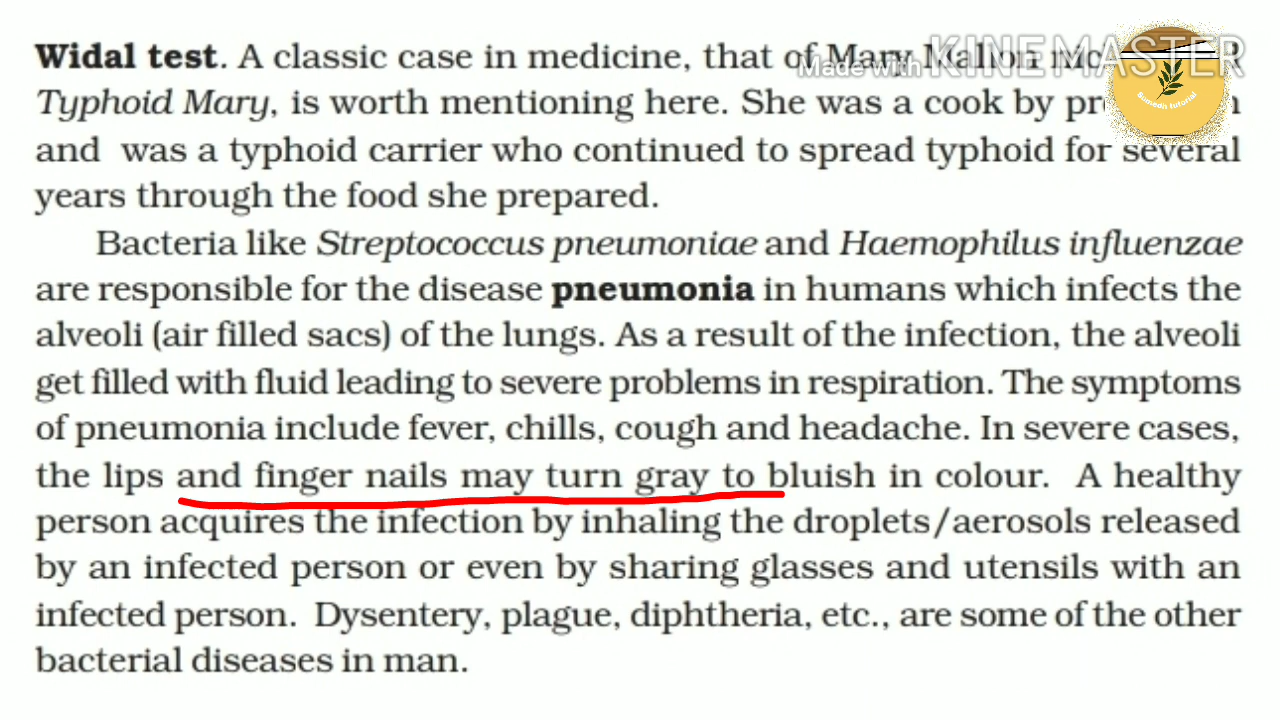 Widal test. A classic case in medicine, that of Mary Mallon
Made with KINEMASTER
Typhoid Mary, is worth mentioning here. She was a cook by
Sumedh tutorial
and was a typhoid carrier who continued to spread typhoid for several
years through the food she prepared.
Bacteria like Streptococcus pneumoniae and Haemophilus influenzae
are responsible for the disease pneumonia in humans which infects the
alveoli (air filled sacs) of the lungs. As a result of the infection, the alveoli
get filled with fluid leading to severe problems in respiration. The symptoms
of pneumonia include fever, chills, cough and headache. In severe cases,
the lips and finger nails may turn gray to bluish in colour. A healthy
person acquires the infection by inhaling the droplets/aerosols released
by an infected person or even by sharing glasses and utensils with an
infected person. Dysentery, plague, diphtheria, etc., are some of the other
bacterial diseases in man.